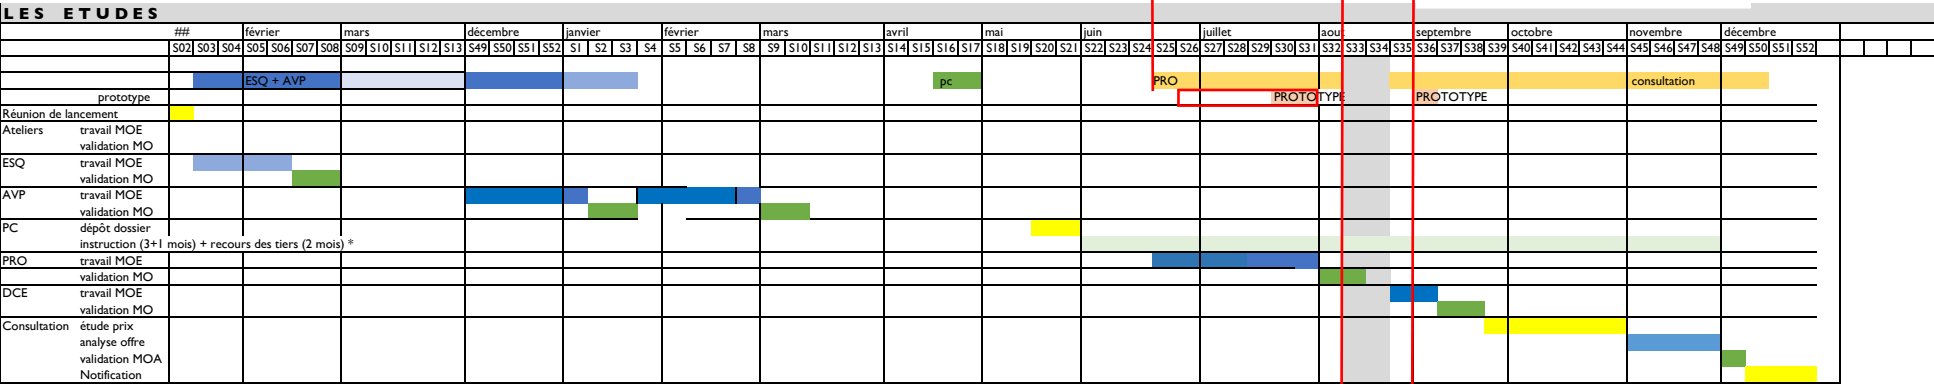 LES ETUDES
## février mars décembre janvier février mars avril mai juin juillet aout septembre octobre novembre décembre
S02 S03 S04 S05 S06 S07 S08 S09 S10 S11 S12 S13 S49 S50 S51 S52 S1 S2 S3 S4 S5 S6 S7 S8 S9 S10 S11 S12 S13 S14 S15 S16 S17 S18 S19 S20 S21 S22 S23 S24 S25 S26 S27 S28 S29 S30 S31 S32 S33 S34 S35 S36 S37 S38 S39 S40 S41 S42 S43 S44 S45 S46 S47 S48 S49 S50 S51 S52
ESQ + AVP pc PRO consultation
prototype PROTOTYPE PROTOTYPE
Réunion de lancement
Ateliers travail MOE
validation MO
ESQ travail MOE
validation MO
AVP travail MOE
validation MO
PC dépôt dossier
instruction (3+1 mois) + recours des tiers (2 mois) *
PRO travail MOE
validation MO
DCE travail MOE
validation MO
Consultation étude prix
analyse offre
validation MOA
Notification